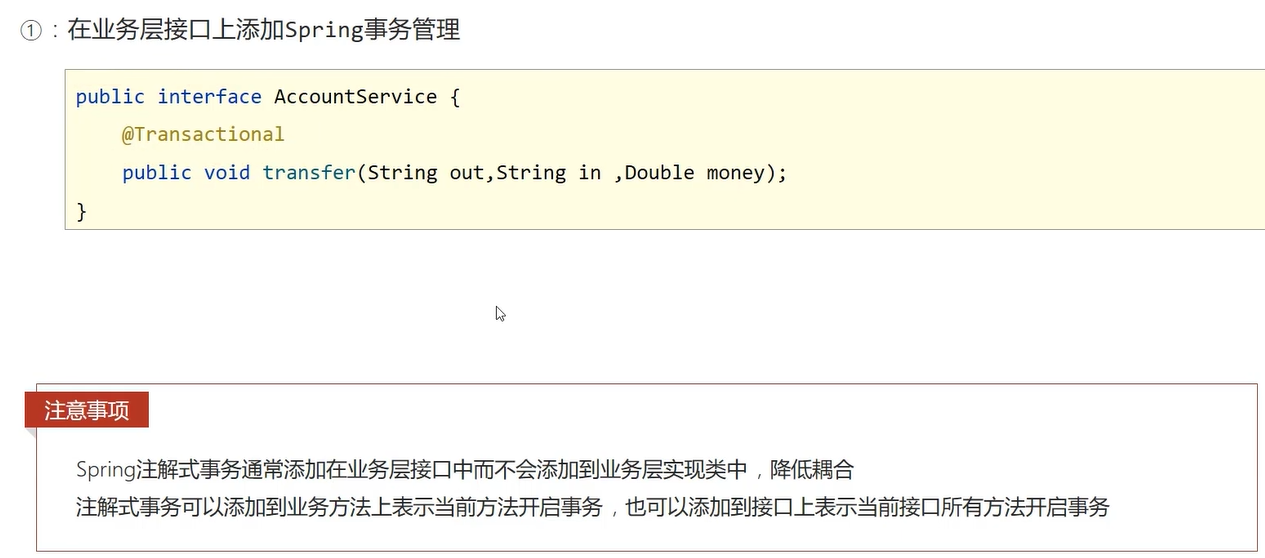 ①：在业务层接口上添加Spring事务管理
public interface AccountService {
@Transactional
public void transfer(String out,String in ,Double money);
}
注意事项
Spring注解式事务通常添加在业务层接口中而不会添加到业务层实现类中，降低耦合
注解式事务可以添加到业务方法上表示当前方法开启事务，也可以添加到接口上表示当前接口所有方法开启事务